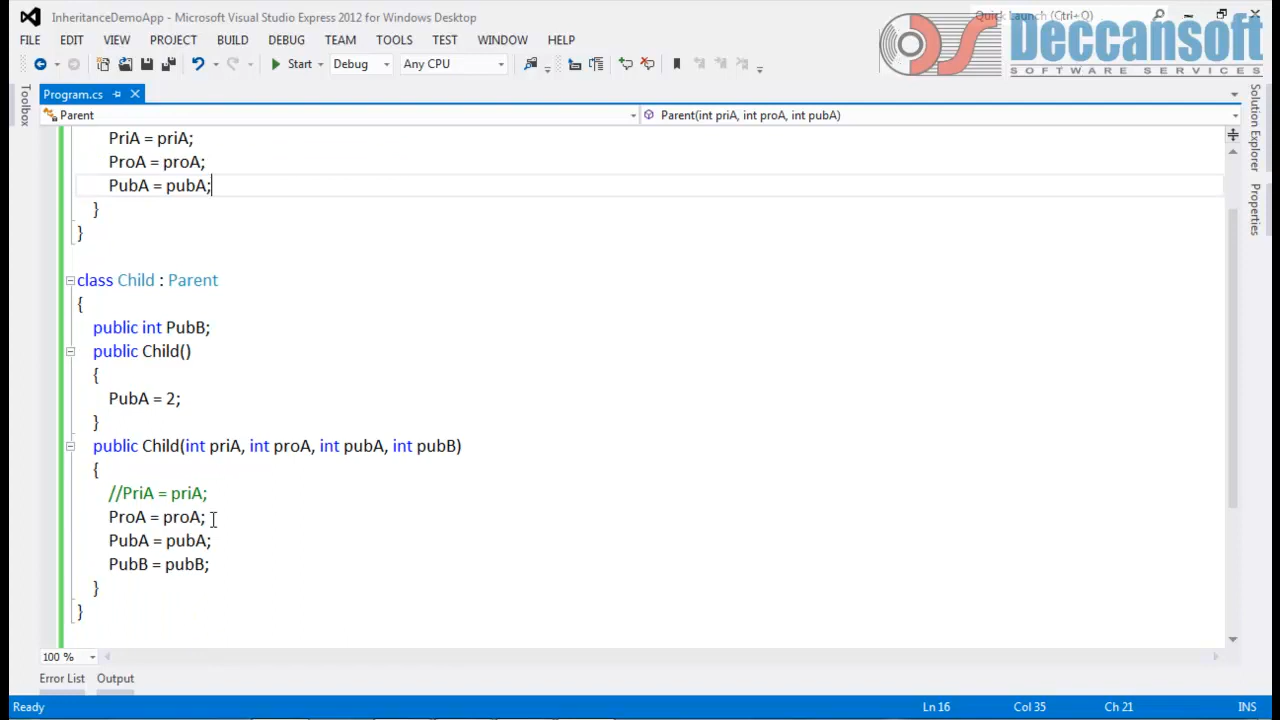 InheritanceDemoApp - Microsoft Visual Studio Express 2012 for Windows Desktop
Quick Launch (Ctrl+Q)
DS Deccansoft
SOFTWARE SERVICES
FILE EDIT VIEW PROJECT BUILD DEBUG TEAM TOOLS TEST WINDOW HELP
Start Debug Any CPU
Toolbox
Program.cs
Solution Explorer
Properties
Parent Parent(int priA, int proA, int pubA)
PriA = priA;
ProA = proA;
PubA = pubA;
}
}
class Child : Parent
{
public int PubB;
public Child()
{
PubA = 2;
}
public Child(int priA, int proA, int pubA, int pubB)
{
//PriA = priA;
ProA = proA;
PubA = pubA;
PubB = pubB;
}
}
100 %
Error List Output
Ready Ln 16 Col 35 Ch 21 INS